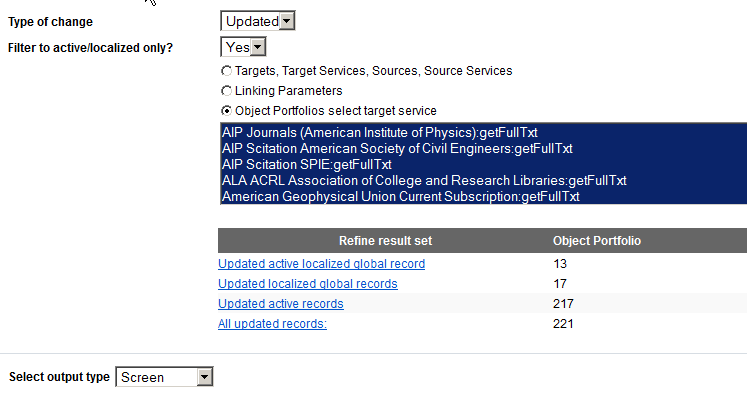 Type of change Updated
Filter to active/localized only? Yes
Targets, Target Services, Sources, Source Services
Linking Parameters
Object Portfolios select target service
AIP Journals (American Institute of Physics):getFullTxt
AIP Scitation American Society of Civil Engineers:getFullTxt
AIP Scitation SPIE:getFullTxt
ALA ACRL Association of College and Research Libraries:getFullTxt
American Geophysical Union Current Subscription:getFullTxt
Refine result set Object Portfolio
Updated active localized global record 13
Updated localized global records 17
Updated active records 217
All updated records: 221
Select output type Screen